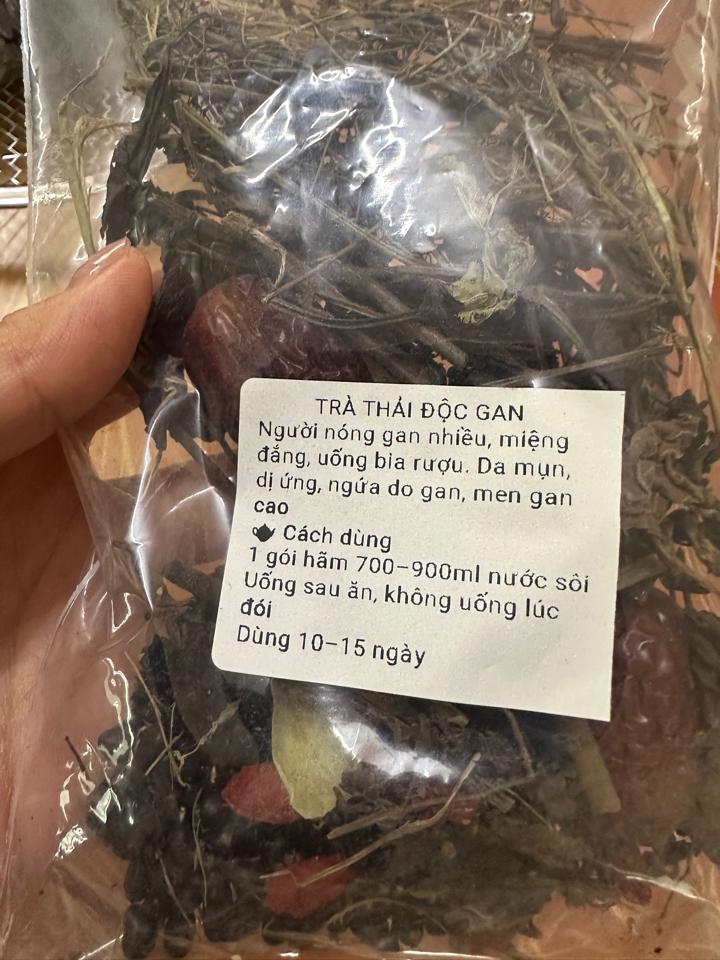 TRÀ THẢI ĐỘC GAN
Người nóng gan nhiều, miệng
đắng, uống bia rượu. Da mụn,
dị ứng, ngứa do gan, men gan
cao
Cách dùng
1 gói hãm 700-900ml nước sôi
Uống sau ăn, không uống lúc
đói
Dùng 10-15 ngày